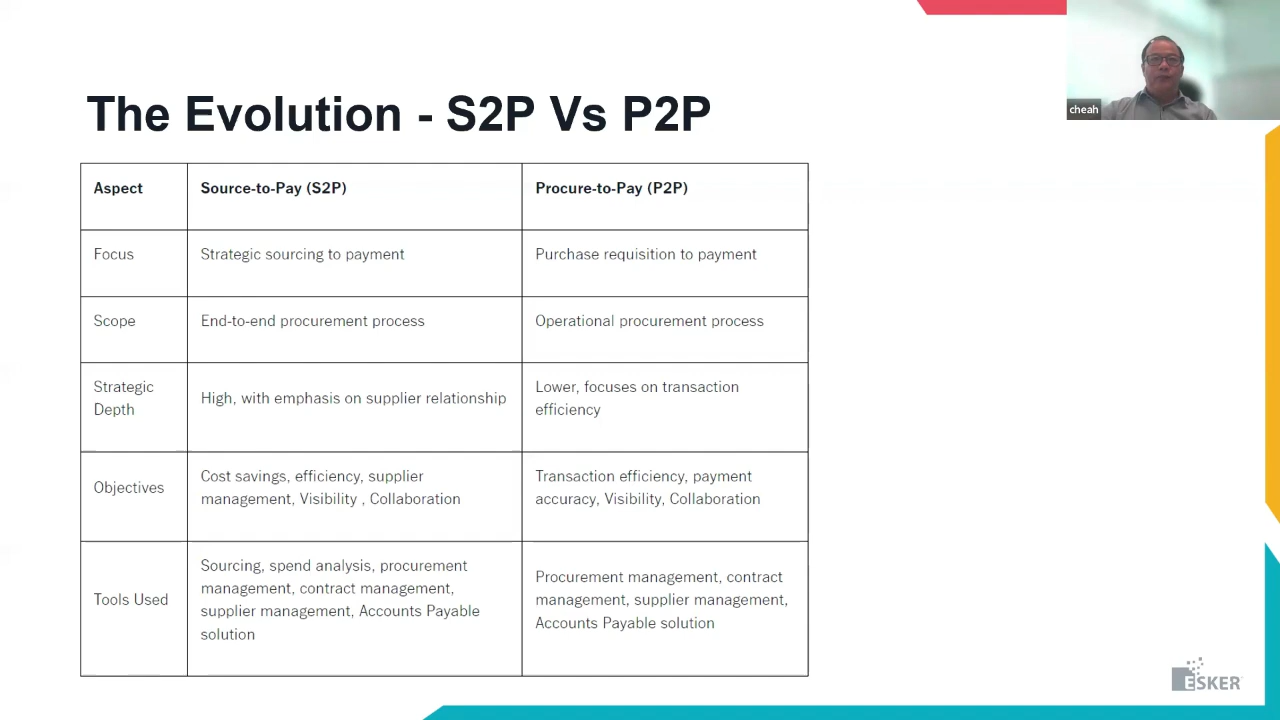 cheah
The Evolution - S2P Vs P2P
Aspect
Source-to-Pay (S2P)
Procure-to-Pay (P2P)
Focus
Strategic sourcing to payment
Purchase requisition to payment
Scope
End-to-end procurement process
Operational procurement process
Strategic
Depth
High, with emphasis on supplier relationship
Lower, focuses on transaction
efficiency
Objectives
Cost savings, efficiency, supplier
management, Visibility , Collaboration
Transaction efficiency, payment
accuracy, Visibility, Collaboration
Tools Used
Sourcing, spend analysis, procurement
management, contract management,
supplier management, Accounts Payable
solution
Procurement management, contract
management, supplier management,
Accounts Payable solution
ESKER